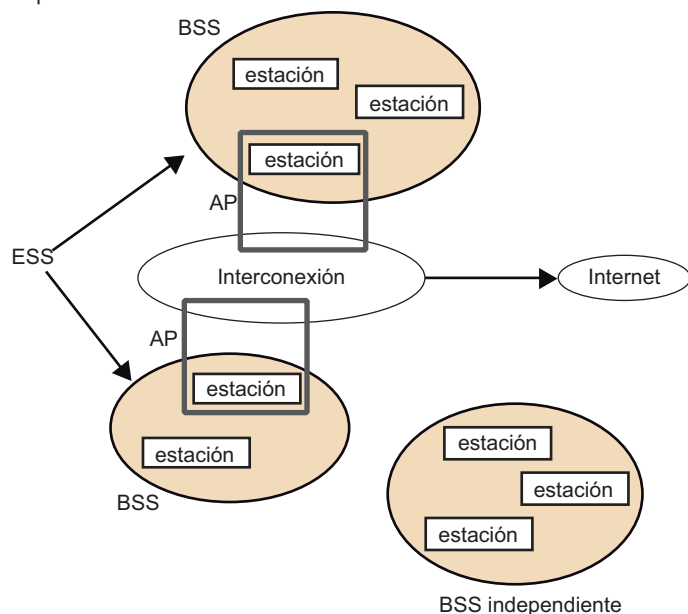 BSS
estación
estación
estación
AP
ESS
Interconexión
Internet
AP
estación
estación
BSS
estación
estación
estación
BSS independiente